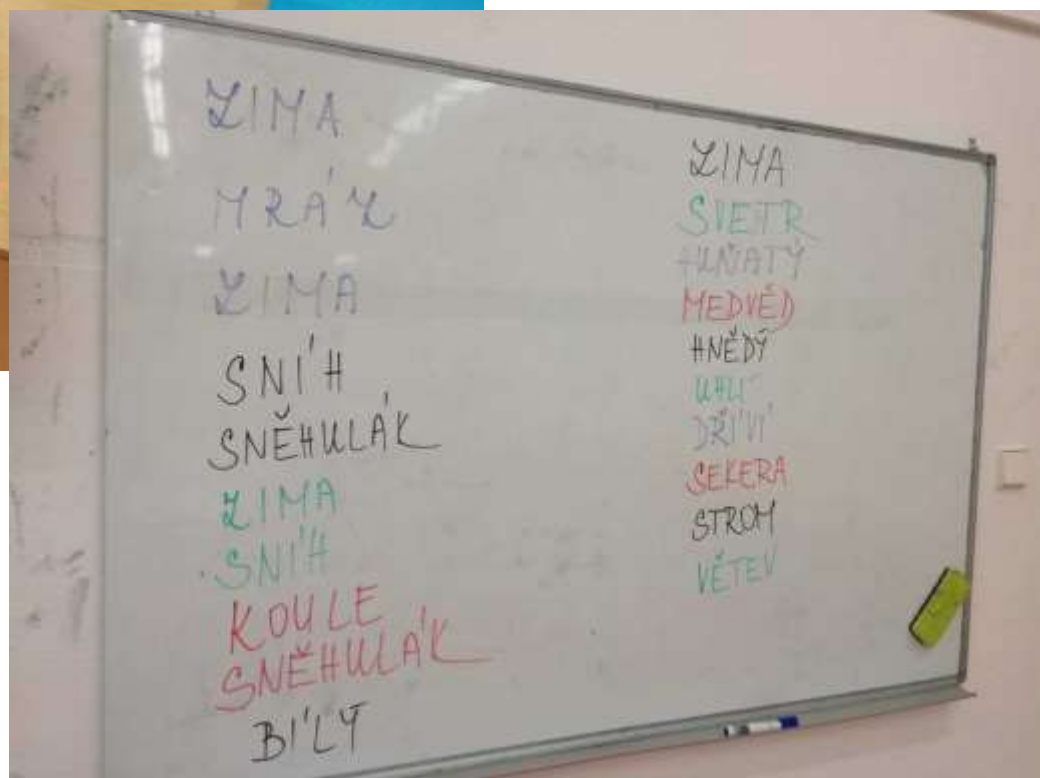 ZIMA
MRÁZ
ZIMA
SNÍH
SNĚHULÁK
ZIMA
SNÍH
KOULE
SNĚHULÁK
BÍLÝ
ZIMA
SVETR
HUŇATÝ
MEDVĚD
HNĚDÝ
UHLÍ
DŘÍVÍ
SEKERA
STROM
VĚTEV